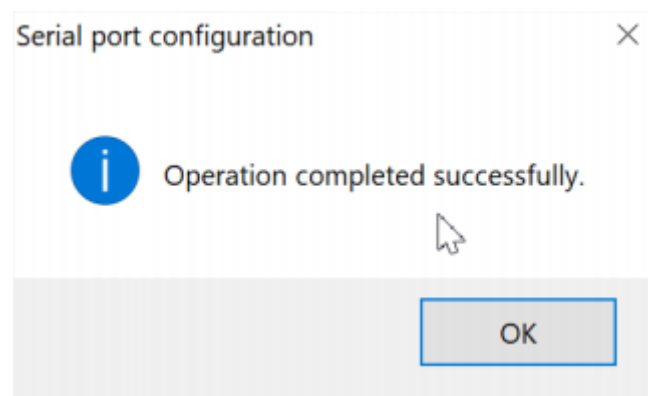 Serial port configuration
Operation completed successfully.
OK